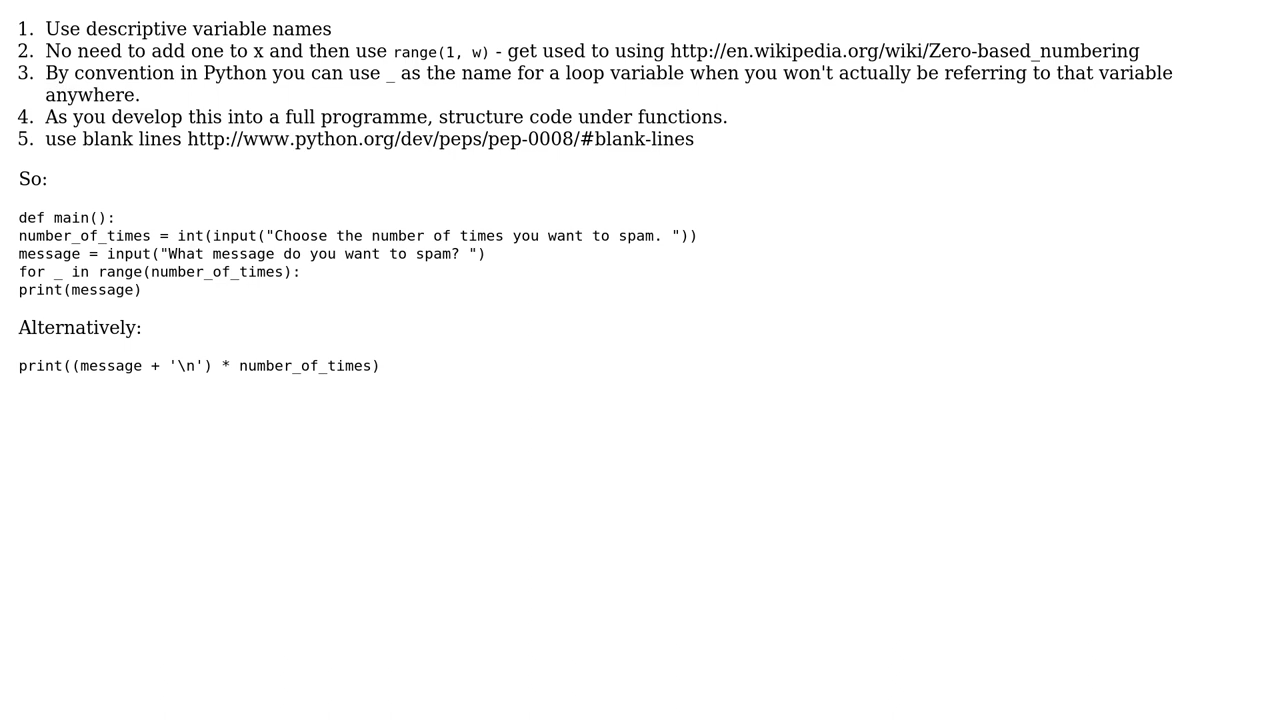 1. Use descriptive variable names
2. No need to add one to x and then use range(1, w) - get used to using http://en.wikipedia.org/wiki/Zero-based_numbering
3. By convention in Python you can use _ as the name for a loop variable when you won't actually be referring to that variable
anywhere.
4. As you develop this into a full programme, structure code under functions.
5. use blank lines http://www.python.org/dev/peps/pep-0008/#blank-lines
So:
def main():
number_of_times = int(input("Choose the number of times you want to spam. "))
message = input("What message do you want to spam? ")
for _ in range(number_of_times):
print(message)
Alternatively:
print((message + '\n') * number_of_times)